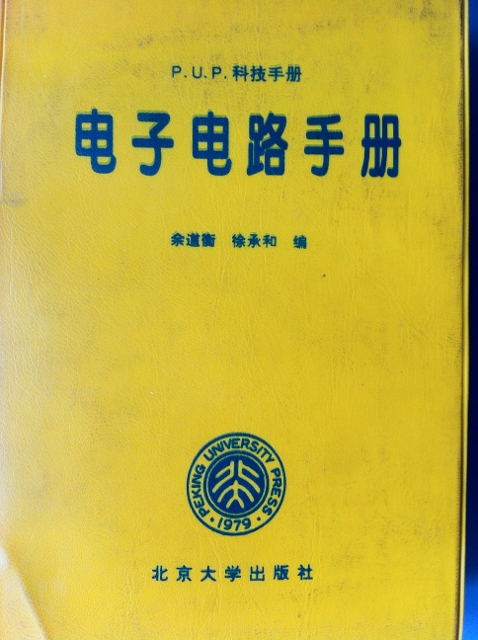 P.U.P.科技手册
电子电路手册
余道衡 徐承和 编
PEKING UNIVERSITY PRESS
·1979·
北京大学出版社